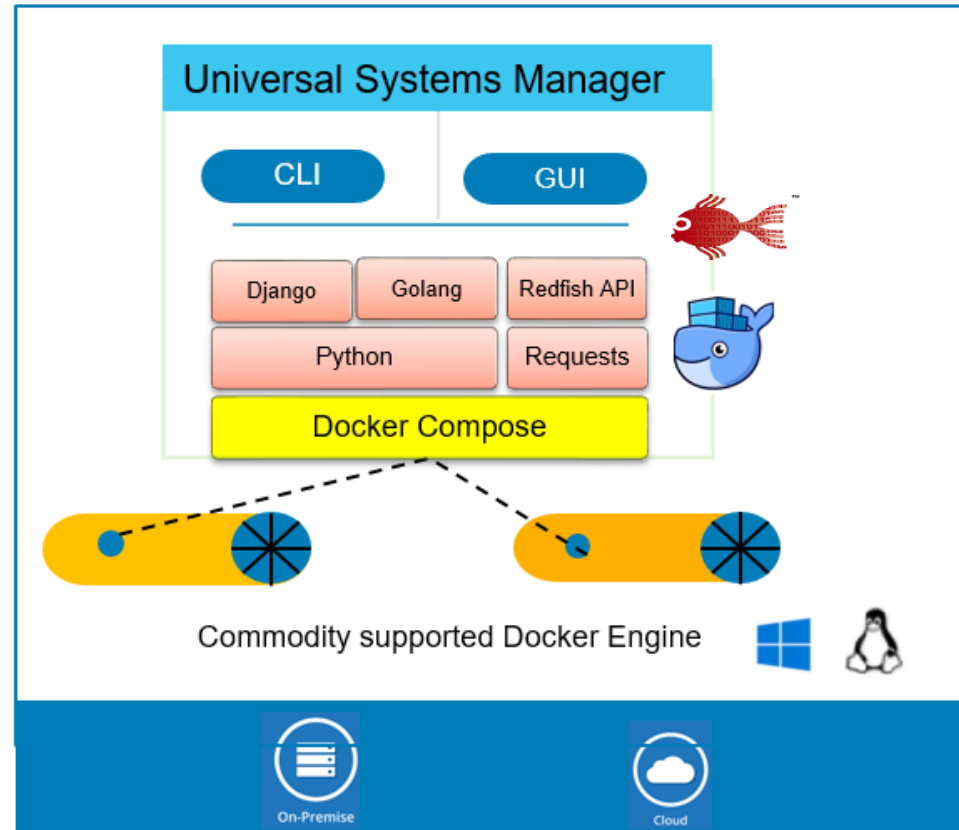 Universal Systems Manager
CLI
GUI
™
Django
Golang
Redfish API
Python
Requests
Docker Compose
Commodity supported Docker Engine
On-Premise
Cloud